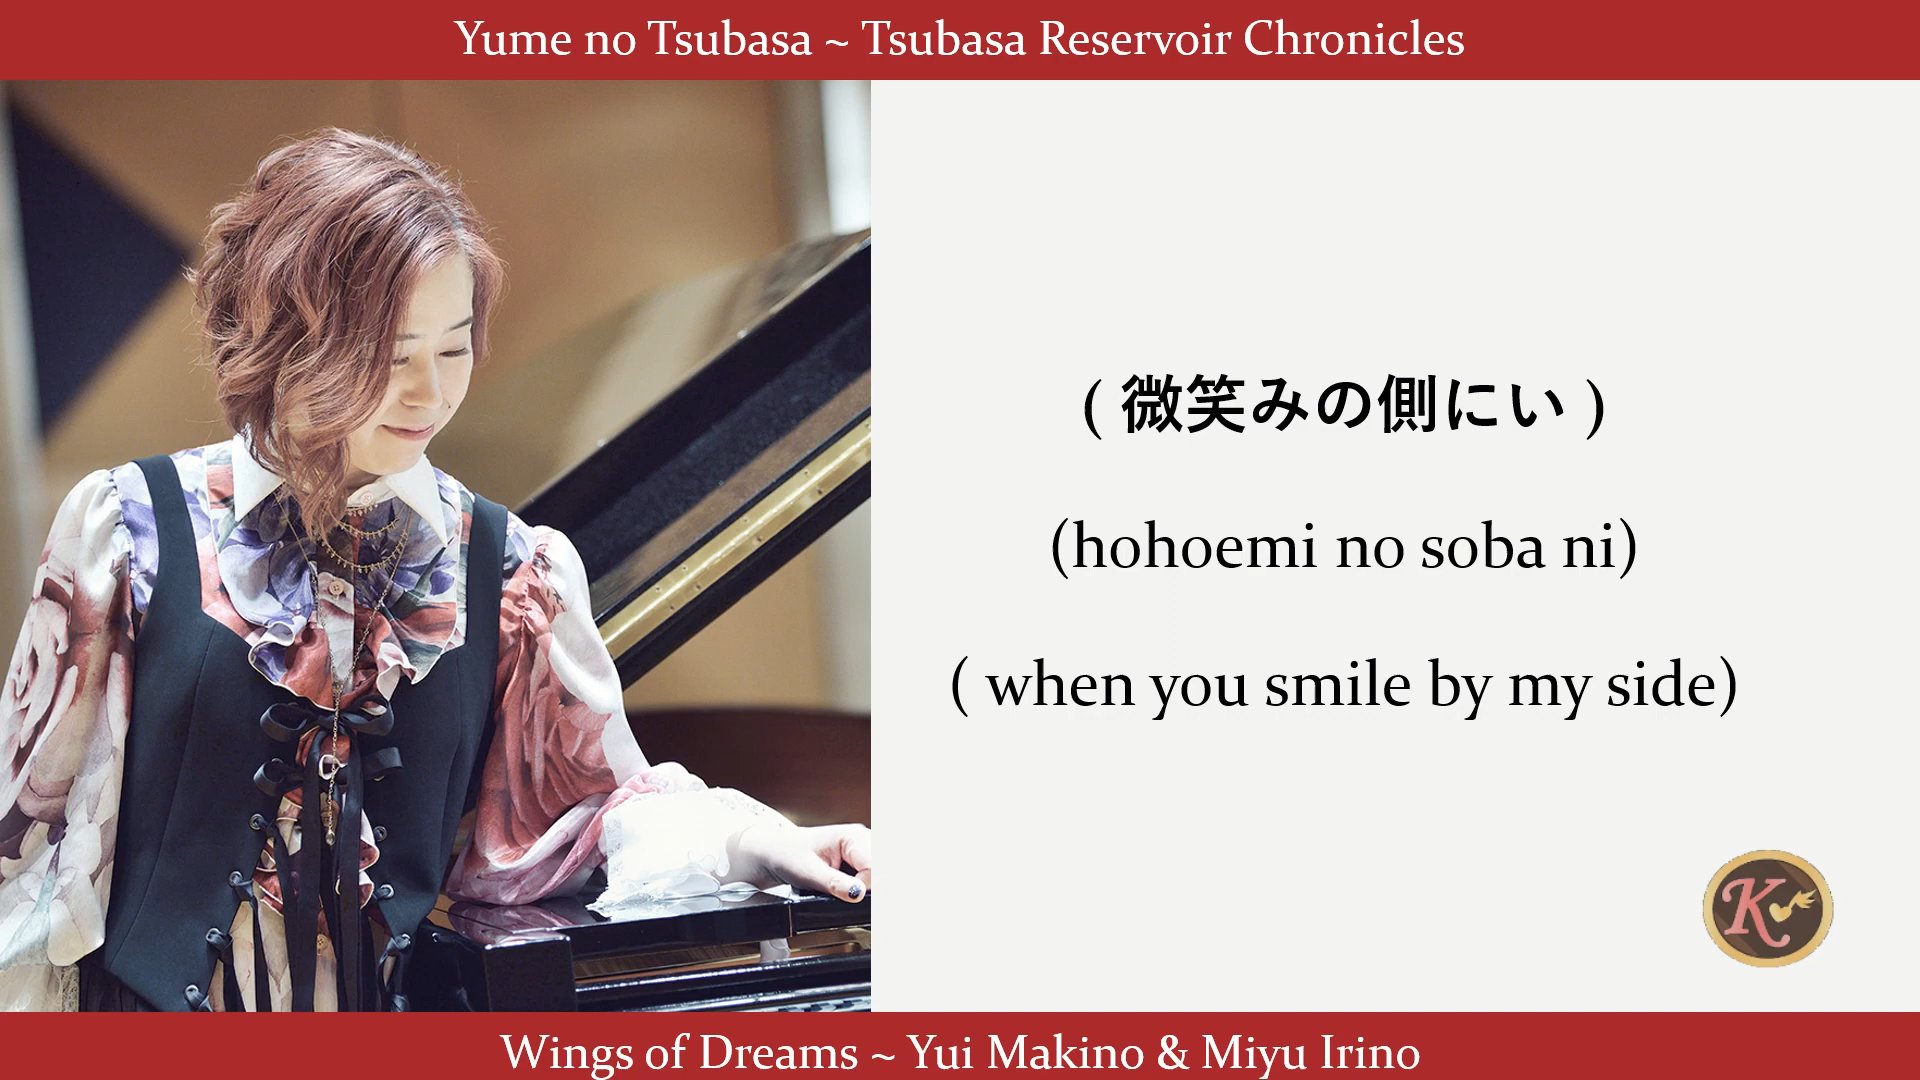 Yume no Tsubasa ~ Tsubasa Reservoir Chronicles
( 微笑みの側にい )
(hohoemi no soba ni)
( when you smile by my side)
K
Wings of Dreams ~ Yui Makino & Miyu Irino